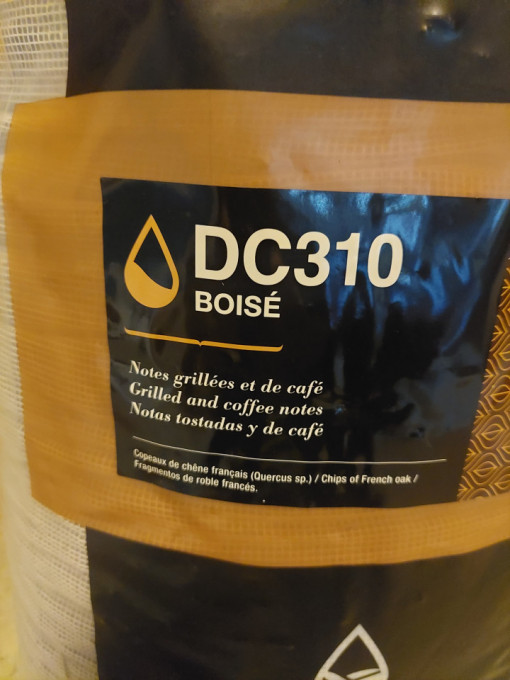 DC310
BOISÉ
Notes grillées et de café
Grilled and coffee notes
Notas tostadas y de café
Copeaux de chêne français (Quercus sp.) / Chips of French oak /
Fragmentos de roble francés.